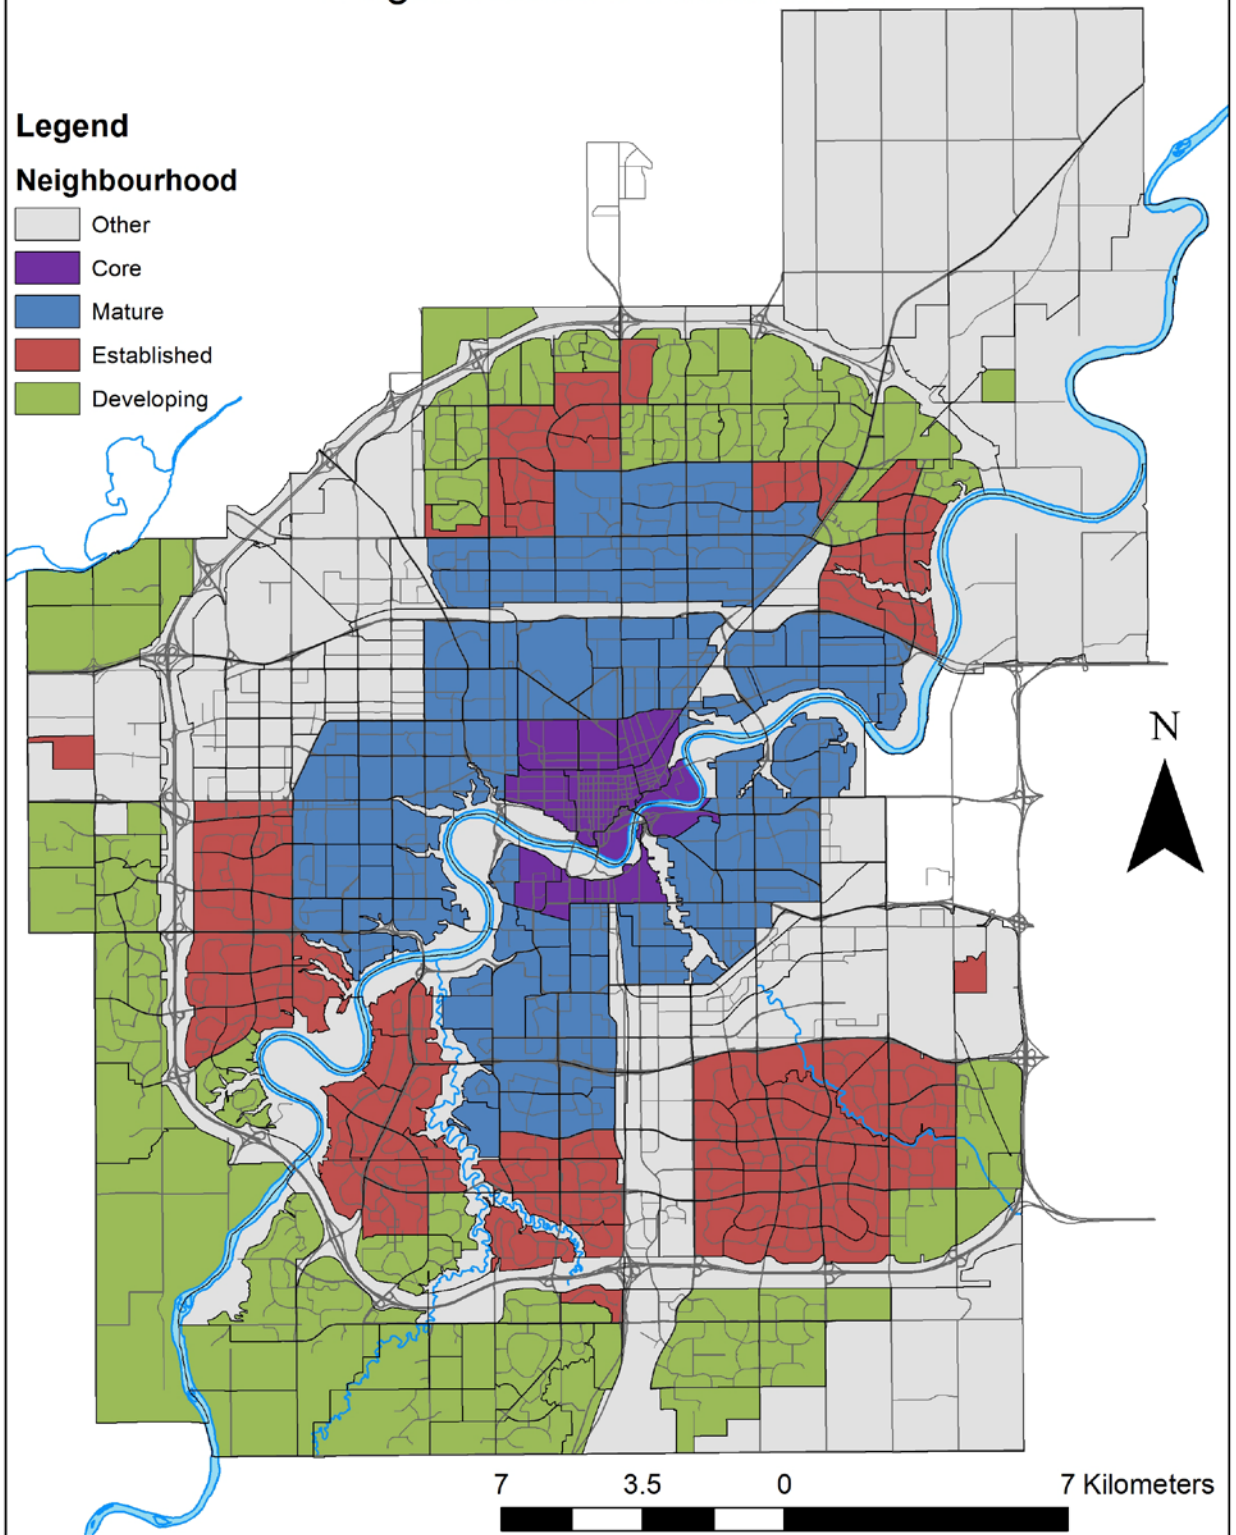 Legend
Neighbourhood
Other
Core
Mature
Established
Developing
N
7 3.5 0 7 Kilometers